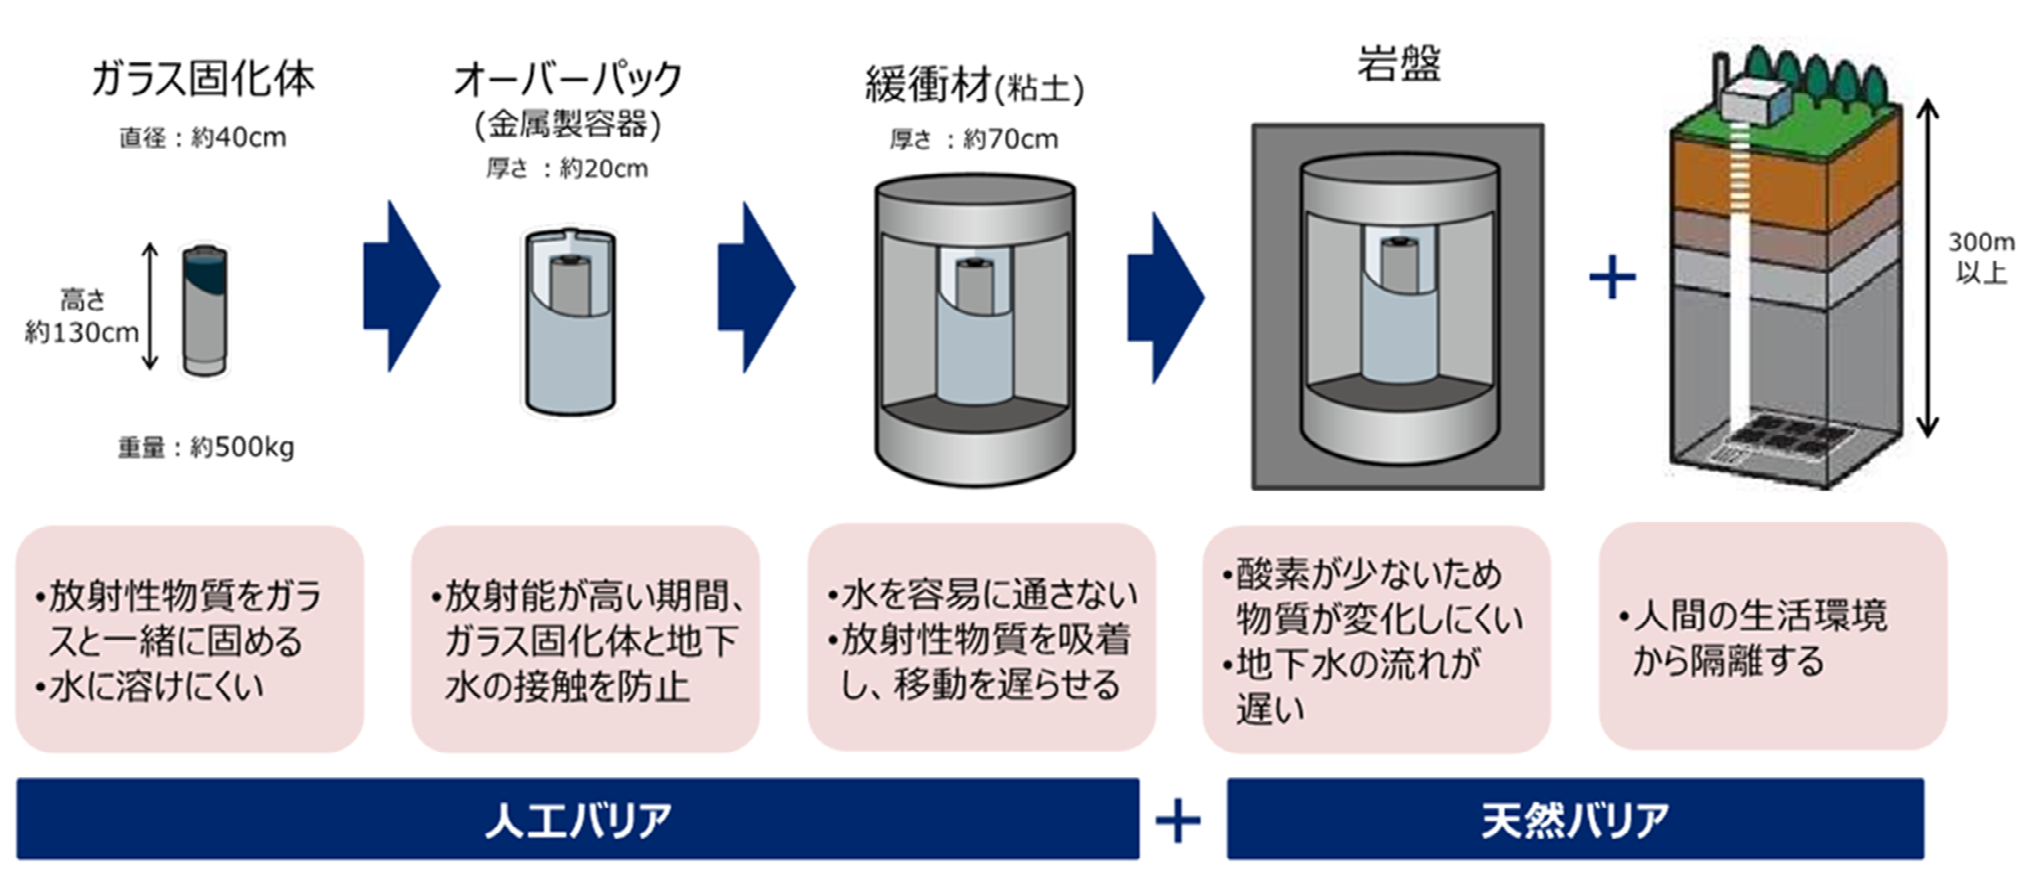 ガラス固化体
直径：約40cm
高さ
約130cm
重量：約500kg
オーバーパック
(金属製容器)
厚さ ：約20cm
緩衝材(粘土)
厚さ ：約70cm
岩盤
＋
300m
以上
・放射性物質をガラ
スと一緒に固める
・水に溶けにくい
・放射能が高い期間、
ガラス固化体と地下
水の接触を防止
・水を容易に通さない
・放射性物質を吸着
し、移動を遅らせる
・酸素が少ないため
物質が変化しにくい
・地下水の流れが
遅い
・人間の生活環境
から隔離する
人工バリア
＋
天然バリア